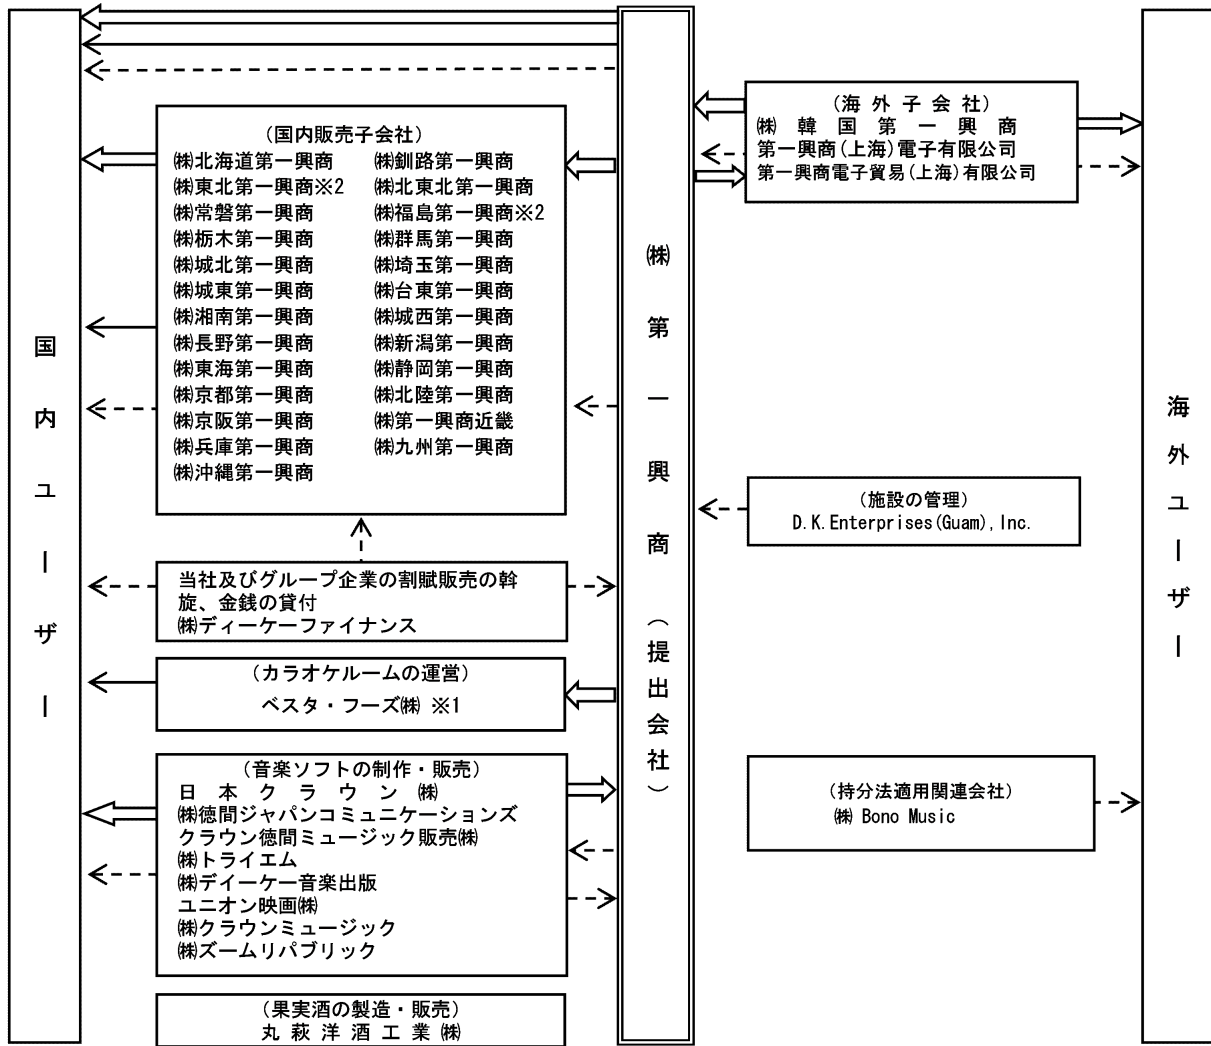 国内ユーザー
(国内販売子会社)
㈱北海道第一興商 ㈱釧路第一興商
㈱東北第一興商※2 ㈱北東北第一興商
㈱常磐第一興商 ㈱福島第一興商※2
㈱栃木第一興商 ㈱群馬第一興商
㈱城北第一興商 ㈱埼玉第一興商
㈱城東第一興商 ㈱台東第一興商
㈱湘南第一興商 ㈱城西第一興商
㈱長野第一興商 ㈱新潟第一興商
㈱東海第一興商 ㈱静岡第一興商
㈱京都第一興商 ㈱北陸第一興商
㈱京阪第一興商 ㈱第一興商近畿
㈱兵庫第一興商 ㈱九州第一興商
㈱沖縄第一興商
当社及びグループ企業の割賦販売の斡
旋、金銭の貸付
㈱ディーケーファイナンス
(カラオケルームの運営)
ベスタ・フーズ㈱ ※1
(音楽ソフトの制作・販売)
日本クラウン㈱
㈱徳間ジャパンコミュニケーションズ
クラウン徳間ミュージック販売㈱
㈱トライエム
㈱デイーケー音楽出版
ユニオン映画㈱
㈱クラウンミュージック
㈱ズームリパブリック
(果実酒の製造・販売)
丸萩洋酒工業㈱
㈱第一興商(提出会社)
(海外子会社)
㈱韓国第一興商
第一興商(上海)電子有限公司
第一興商電子貿易(上海)有限公司
(施設の管理)
D.K.Enterprises(Guam),Inc.
(持分法適用関連会社)
㈱ Bono Music
海外ユーザー